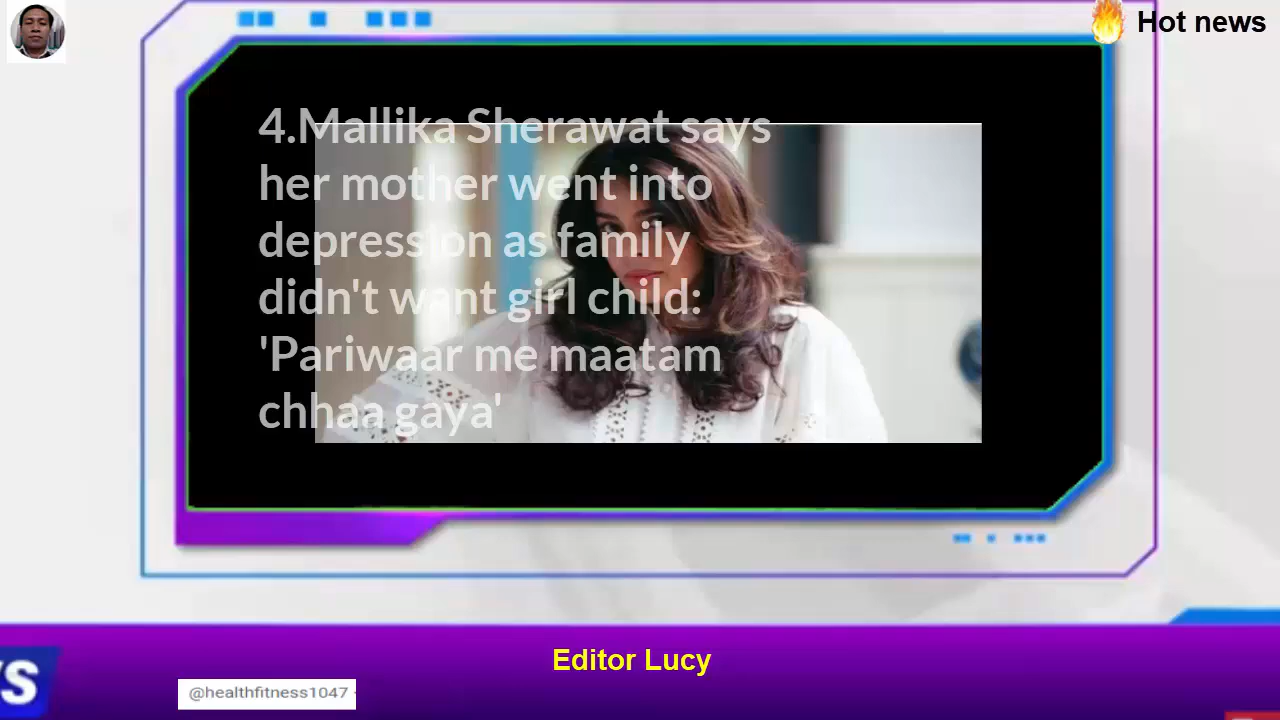 Hot news
4.Mallika Sherawat says
her mother went into
depression as family
didn't want girl child:
'Pariwaar me maatam
chhaa gaya'
Editor Lucy
S
@healthfitness1047